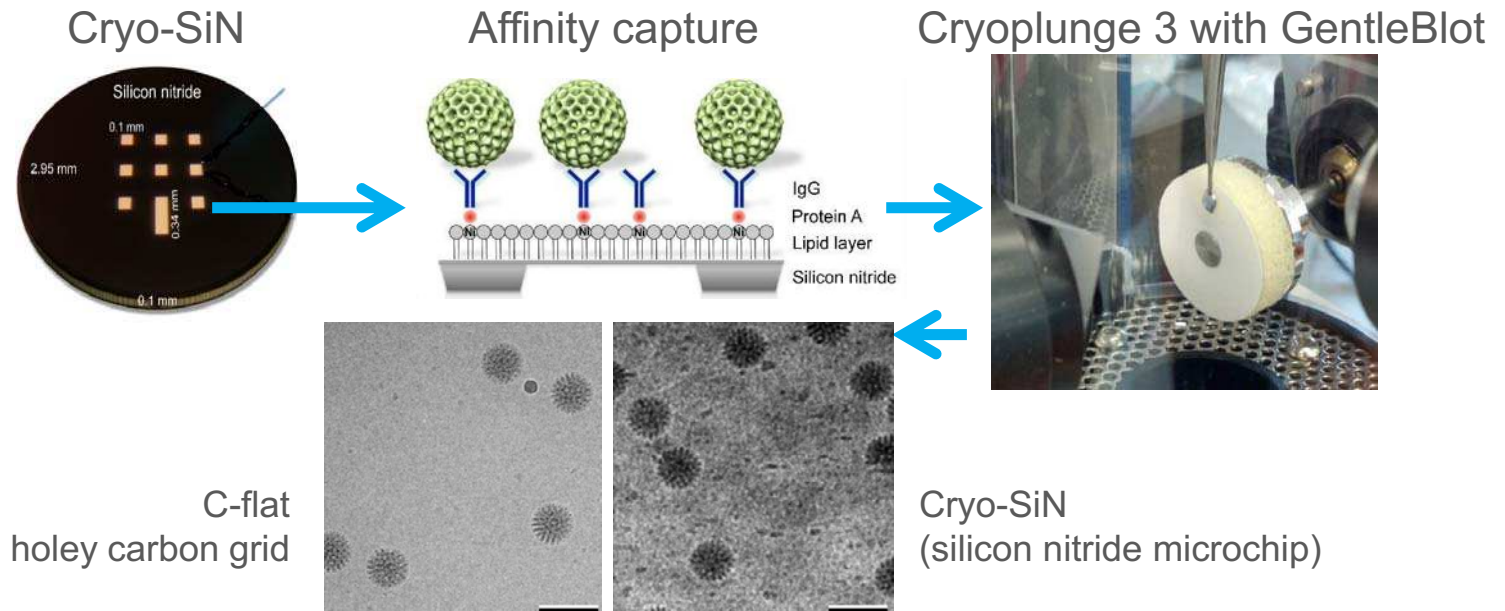 Cryo-SiN
Affinity capture
Cryoplunge 3 with GentleBlot
Silicon nitride
0.1 mm
2.95 mm
0.34 mm
0.1 mm
IgG
Protein A
Ni
Ni
Ni
Ni
Lipid layer
Silicon nitride
C-flat
holey carbon grid
Cryo-SiN
(silicon nitride microchip)